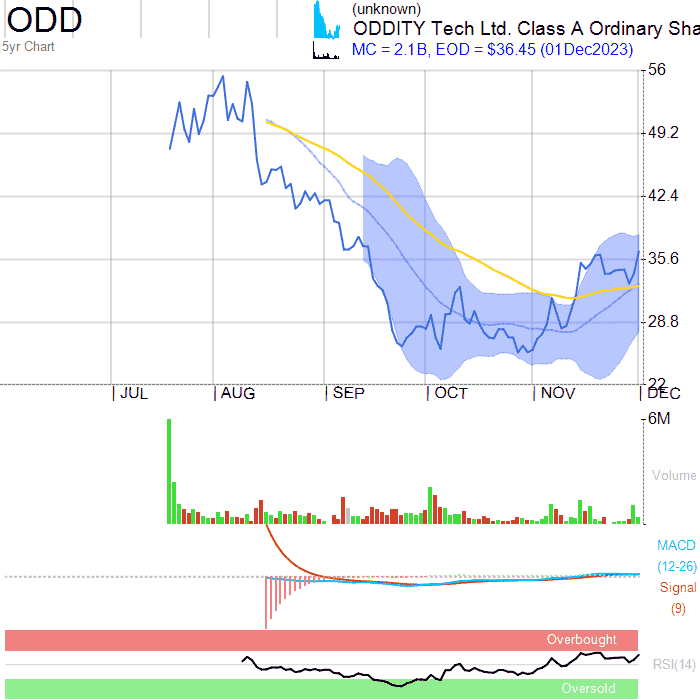 ODD
5yr Chart
(unknown)
ODDITY Tech Ltd. Class A Ordinary Sha
MC = 2.1B, EOD = $36.45 (01Dec2023)
56
49.2
42.4
35.6
28.8
22
JUL
AUG
SEP
OCT
NOV
DEC
6M
Volume
MACD
(12-26)
Signal
(9)
Overbought
RSI(14)
Oversold